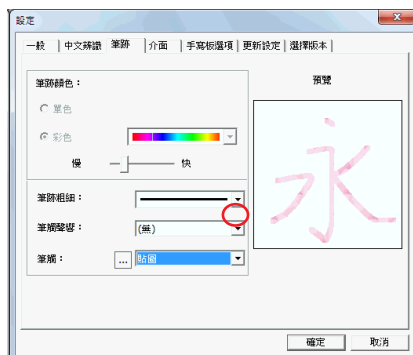 設定
一般 中文辨識 筆跡 介面 手寫板選項 更新設定 選擇版本
筆跡顏色：
單色
彩色
慢 快
筆跡粗細：
筆觸聲響： (無)
筆觸： ... 貼圖
預覽
永
確定 取消